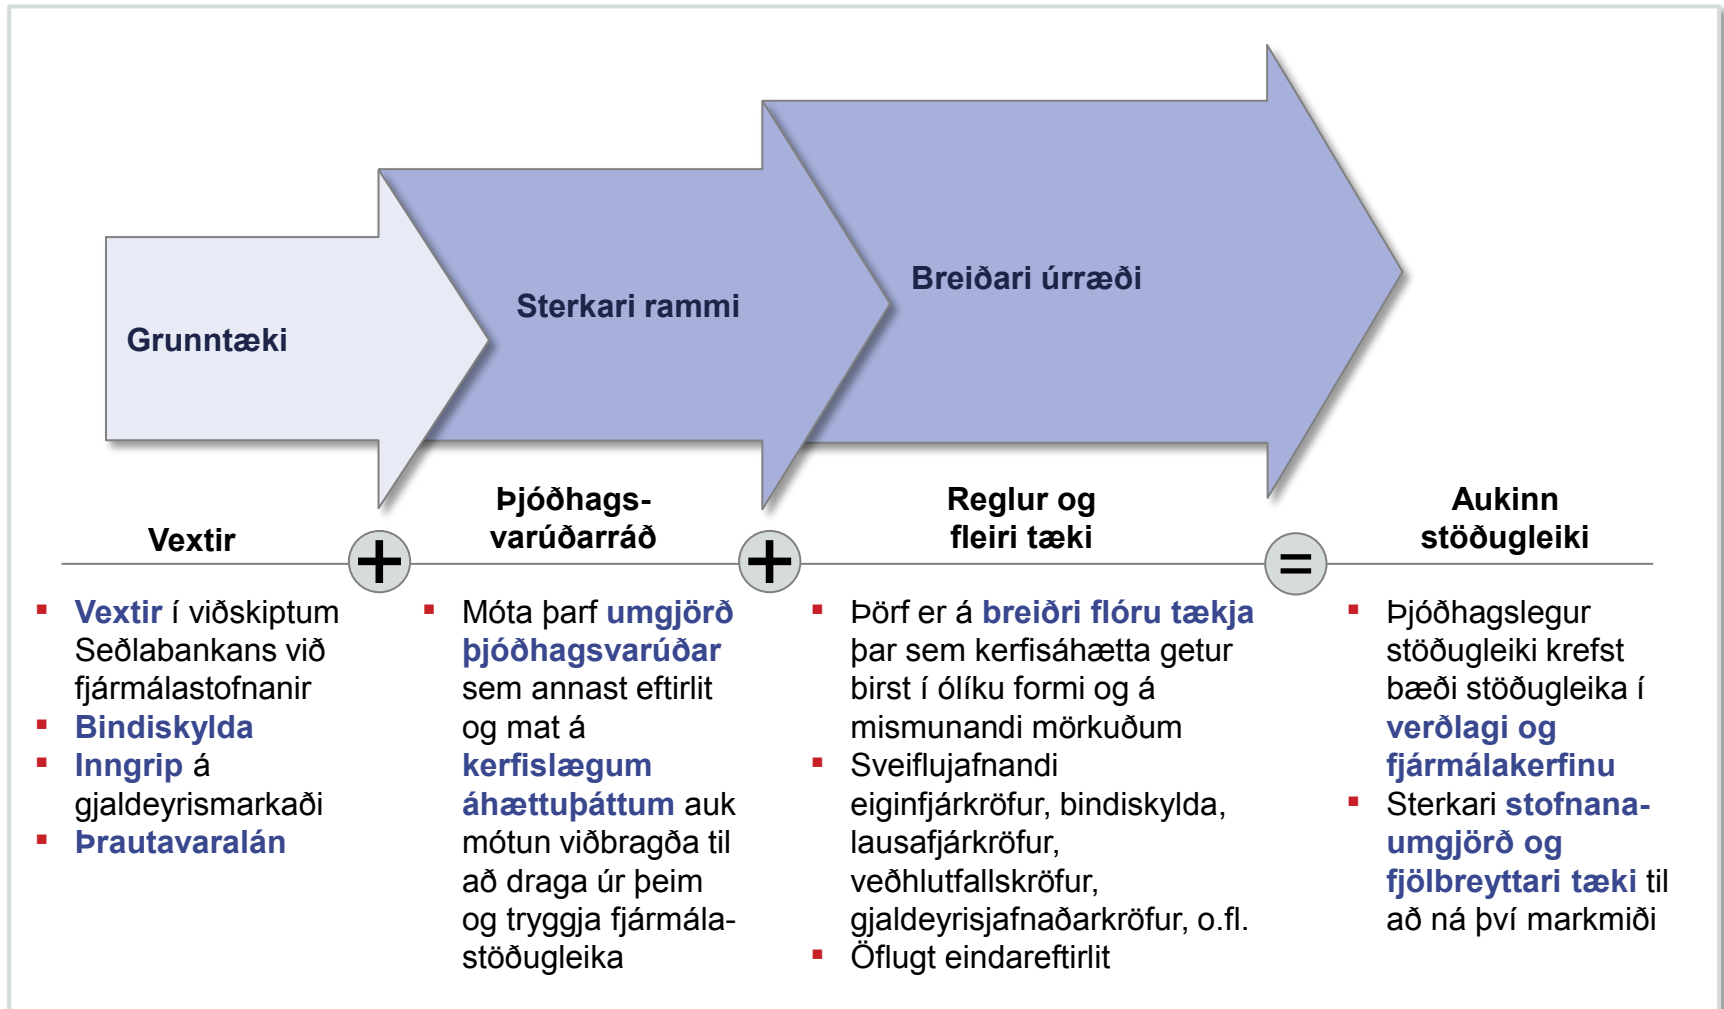 Grunntæki
Sterkari rammi
Breiðari úrræði
Vextir
+
Þjóðhags-
varúðarráð
+
Reglur og
fleiri tæki
=
Aukinn
stöðugleiki
▪ Vextir í viðskiptum
Seðlabankans við
fjármálastofnanir
▪ Bindiskylda
▪ Inngrip á
gjaldeyrismarkaði
▪ Þrautavaralán
▪ Móta þarf umgjörð
þjóðhagsvarúðar
sem annast eftirlit
og mat á
kerfislægum
áhættuþáttum auk
mótun viðbragða til
að draga úr þeim
og tryggja fjármála-
stöðugleika
▪ Þörf er á breiðri flóru tækja
þar sem kerfisáhætta getur
birst í ólíku formi og á
mismunandi mörkuðum
▪ Sveiflujafnandi
eiginfjárkröfur, bindiskylda,
lausafjárkröfur,
veðhlutfallskröfur,
gjaldeyrisjafnaðarkröfur, o.fl.
▪ Öflugt eindareftirlit
▪ Þjóðhagslegur
stöðugleiki krefst
bæði stöðugleika í
verðlagi og
fjármálakerfinu
▪ Sterkari stofnana-
umgjörð og
fjölbreyttari tæki til
að ná því markmiði